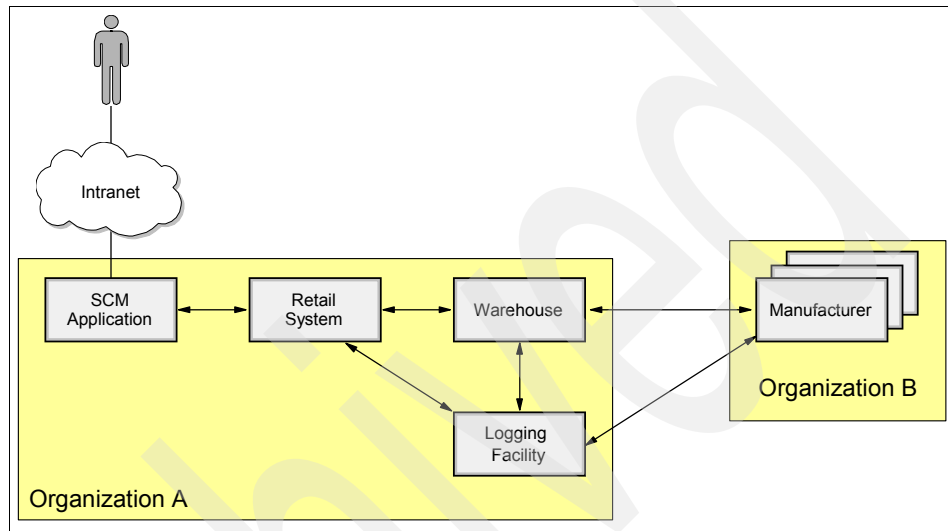 Intranet
SCM
Application
Retail
System
Warehouse
Manufacturer
Logging
Facility
Organization B
Organization A